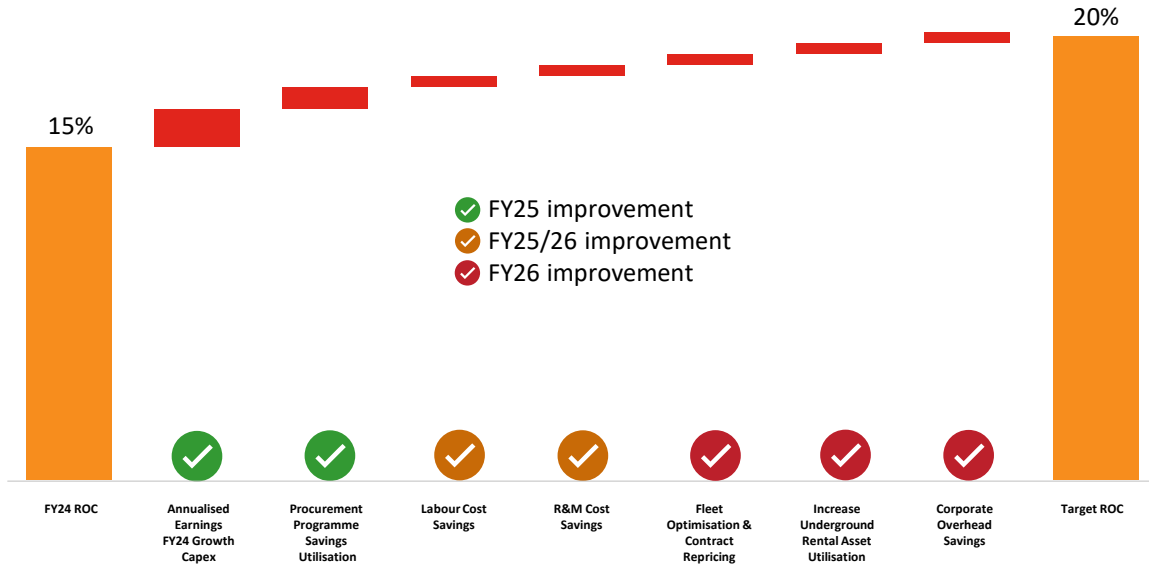 20%
15%
FY25 improvement
FY25/26 improvement
FY26 improvement
FY24 ROC
Annualised
Earnings
FY24 Growth
Capex
Procurement
Programme
Savings
Utilisation
Labour Cost
Savings
R&M Cost
Savings
Fleet
Optimisation &
Contract
Repricing
Increase
Underground
Rental Asset
Utilisation
Corporate
Overhead
Savings
Target ROC